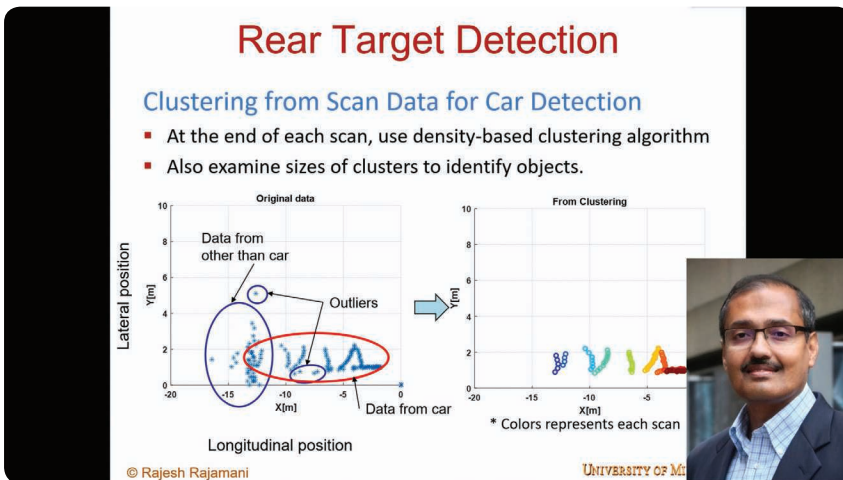 Rear Target Detection
Clustering from Scan Data for Car Detection
At the end of each scan, use density-based clustering algorithm
Also examine sizes of clusters to identify objects.
Original data
From Clustering
10
8
6
4
2
0
-20
-15
-10
-5
0
Y[m]
X[m]
Lateral position
Data from
other than car
Outliers
Data from car
Longitudinal position
10
8
6
4
2
0
-20
-15
-10
-5
Y[m]
X[m]
* Colors represents each scan
© Rajesh Rajamani
UNIVERSITY OF